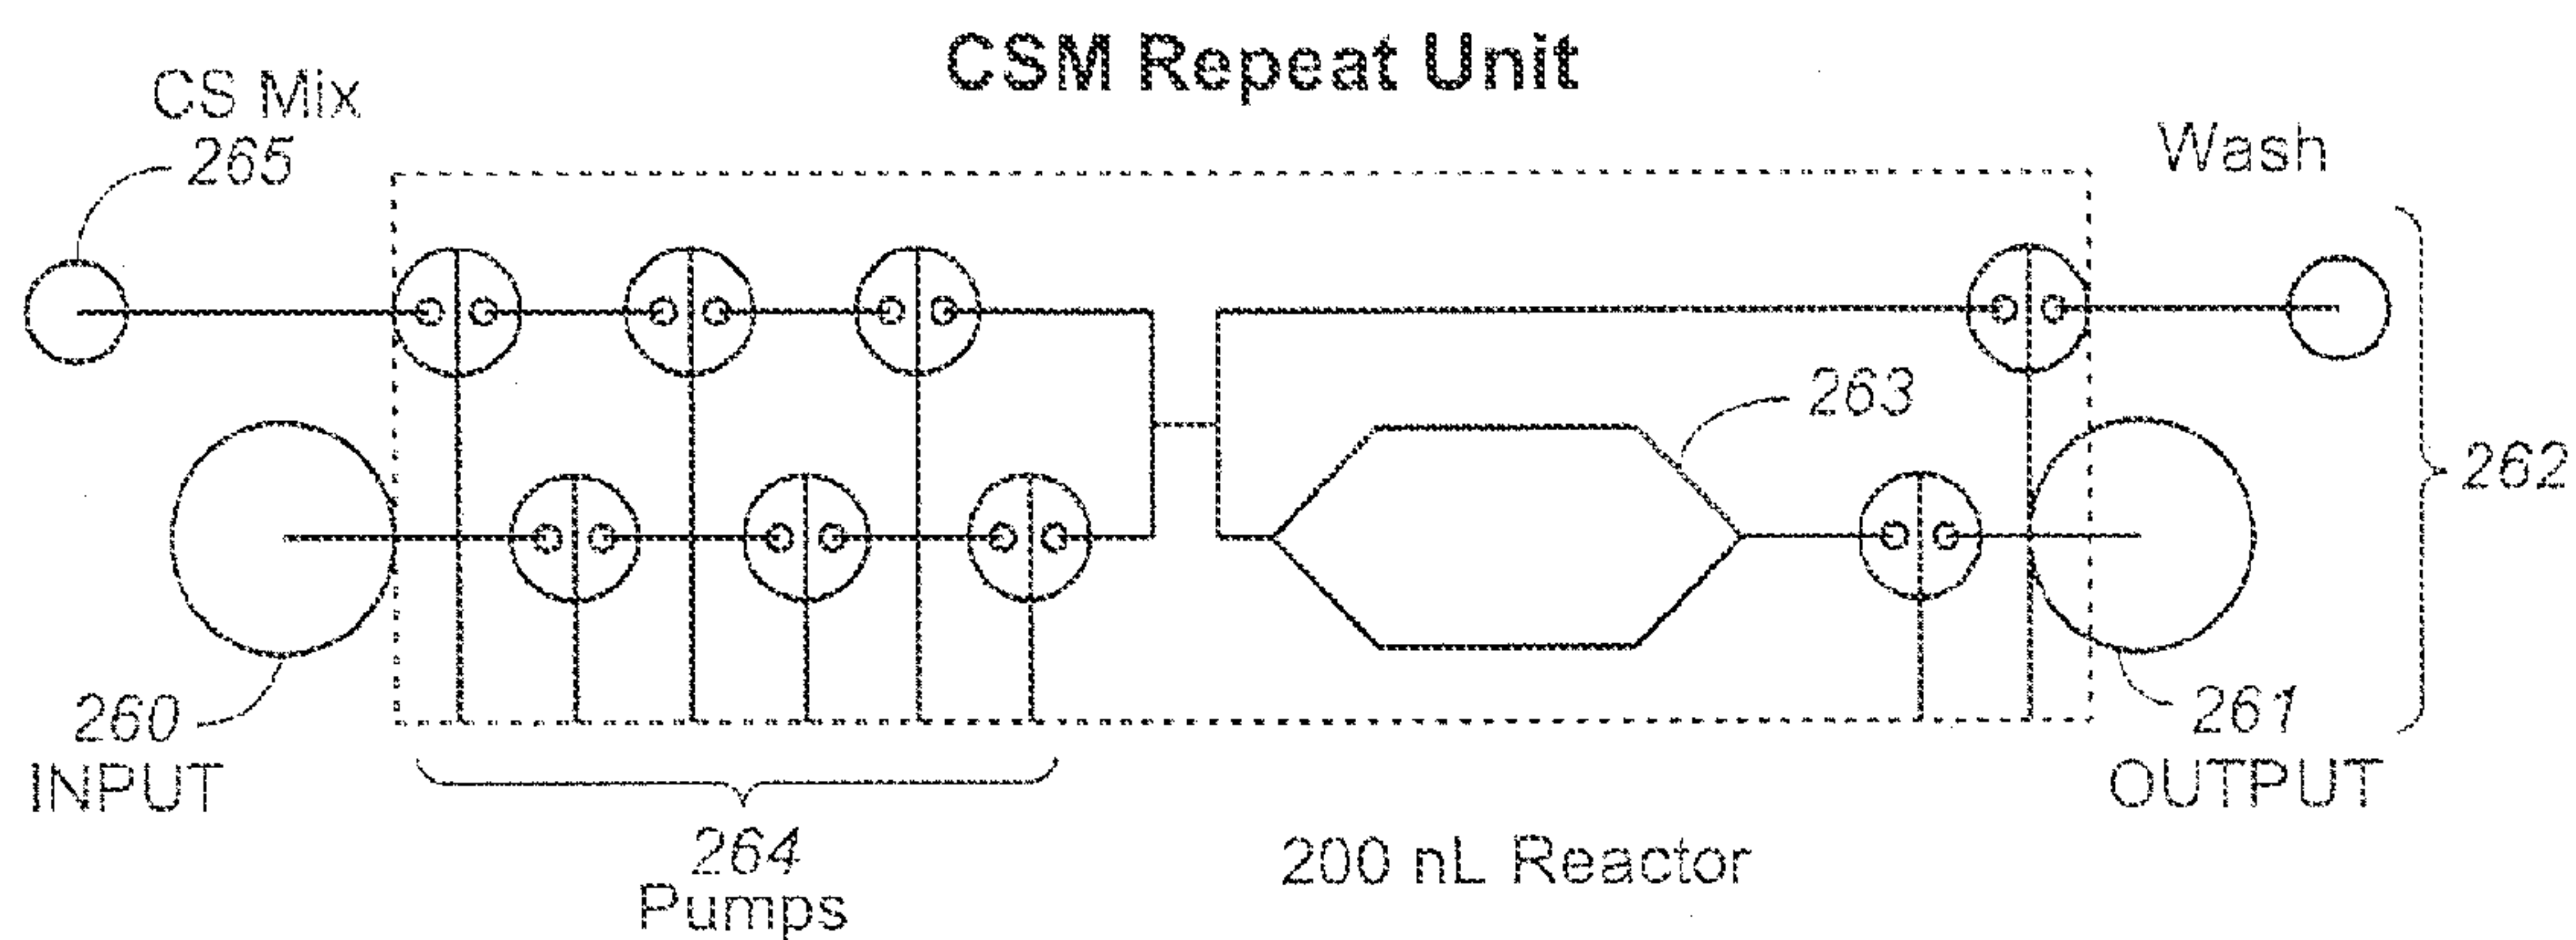 CSM Repeat Unit
CS Mix
265
Wash
263
262
260
INPUT
261
OUTPUT
264
Pumps
200 nL Reactor